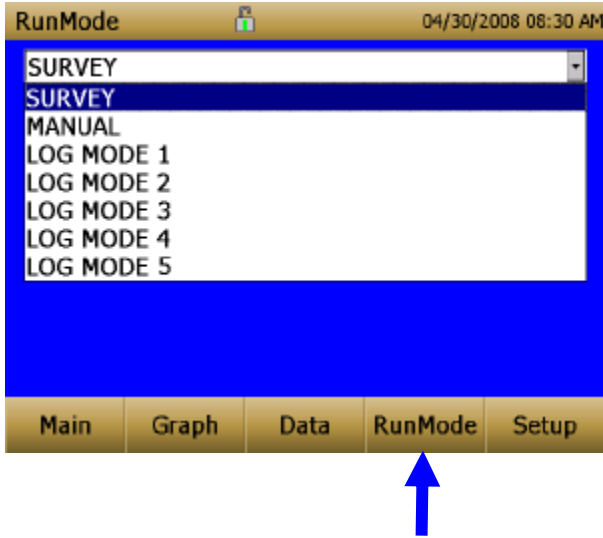 RunMode 04/30/2008 08:30 AM
SURVEY
SURVEY
MANUAL
LOG MODE 1
LOG MODE 2
LOG MODE 3
LOG MODE 4
LOG MODE 5
Main Graph Data RunMode Setup